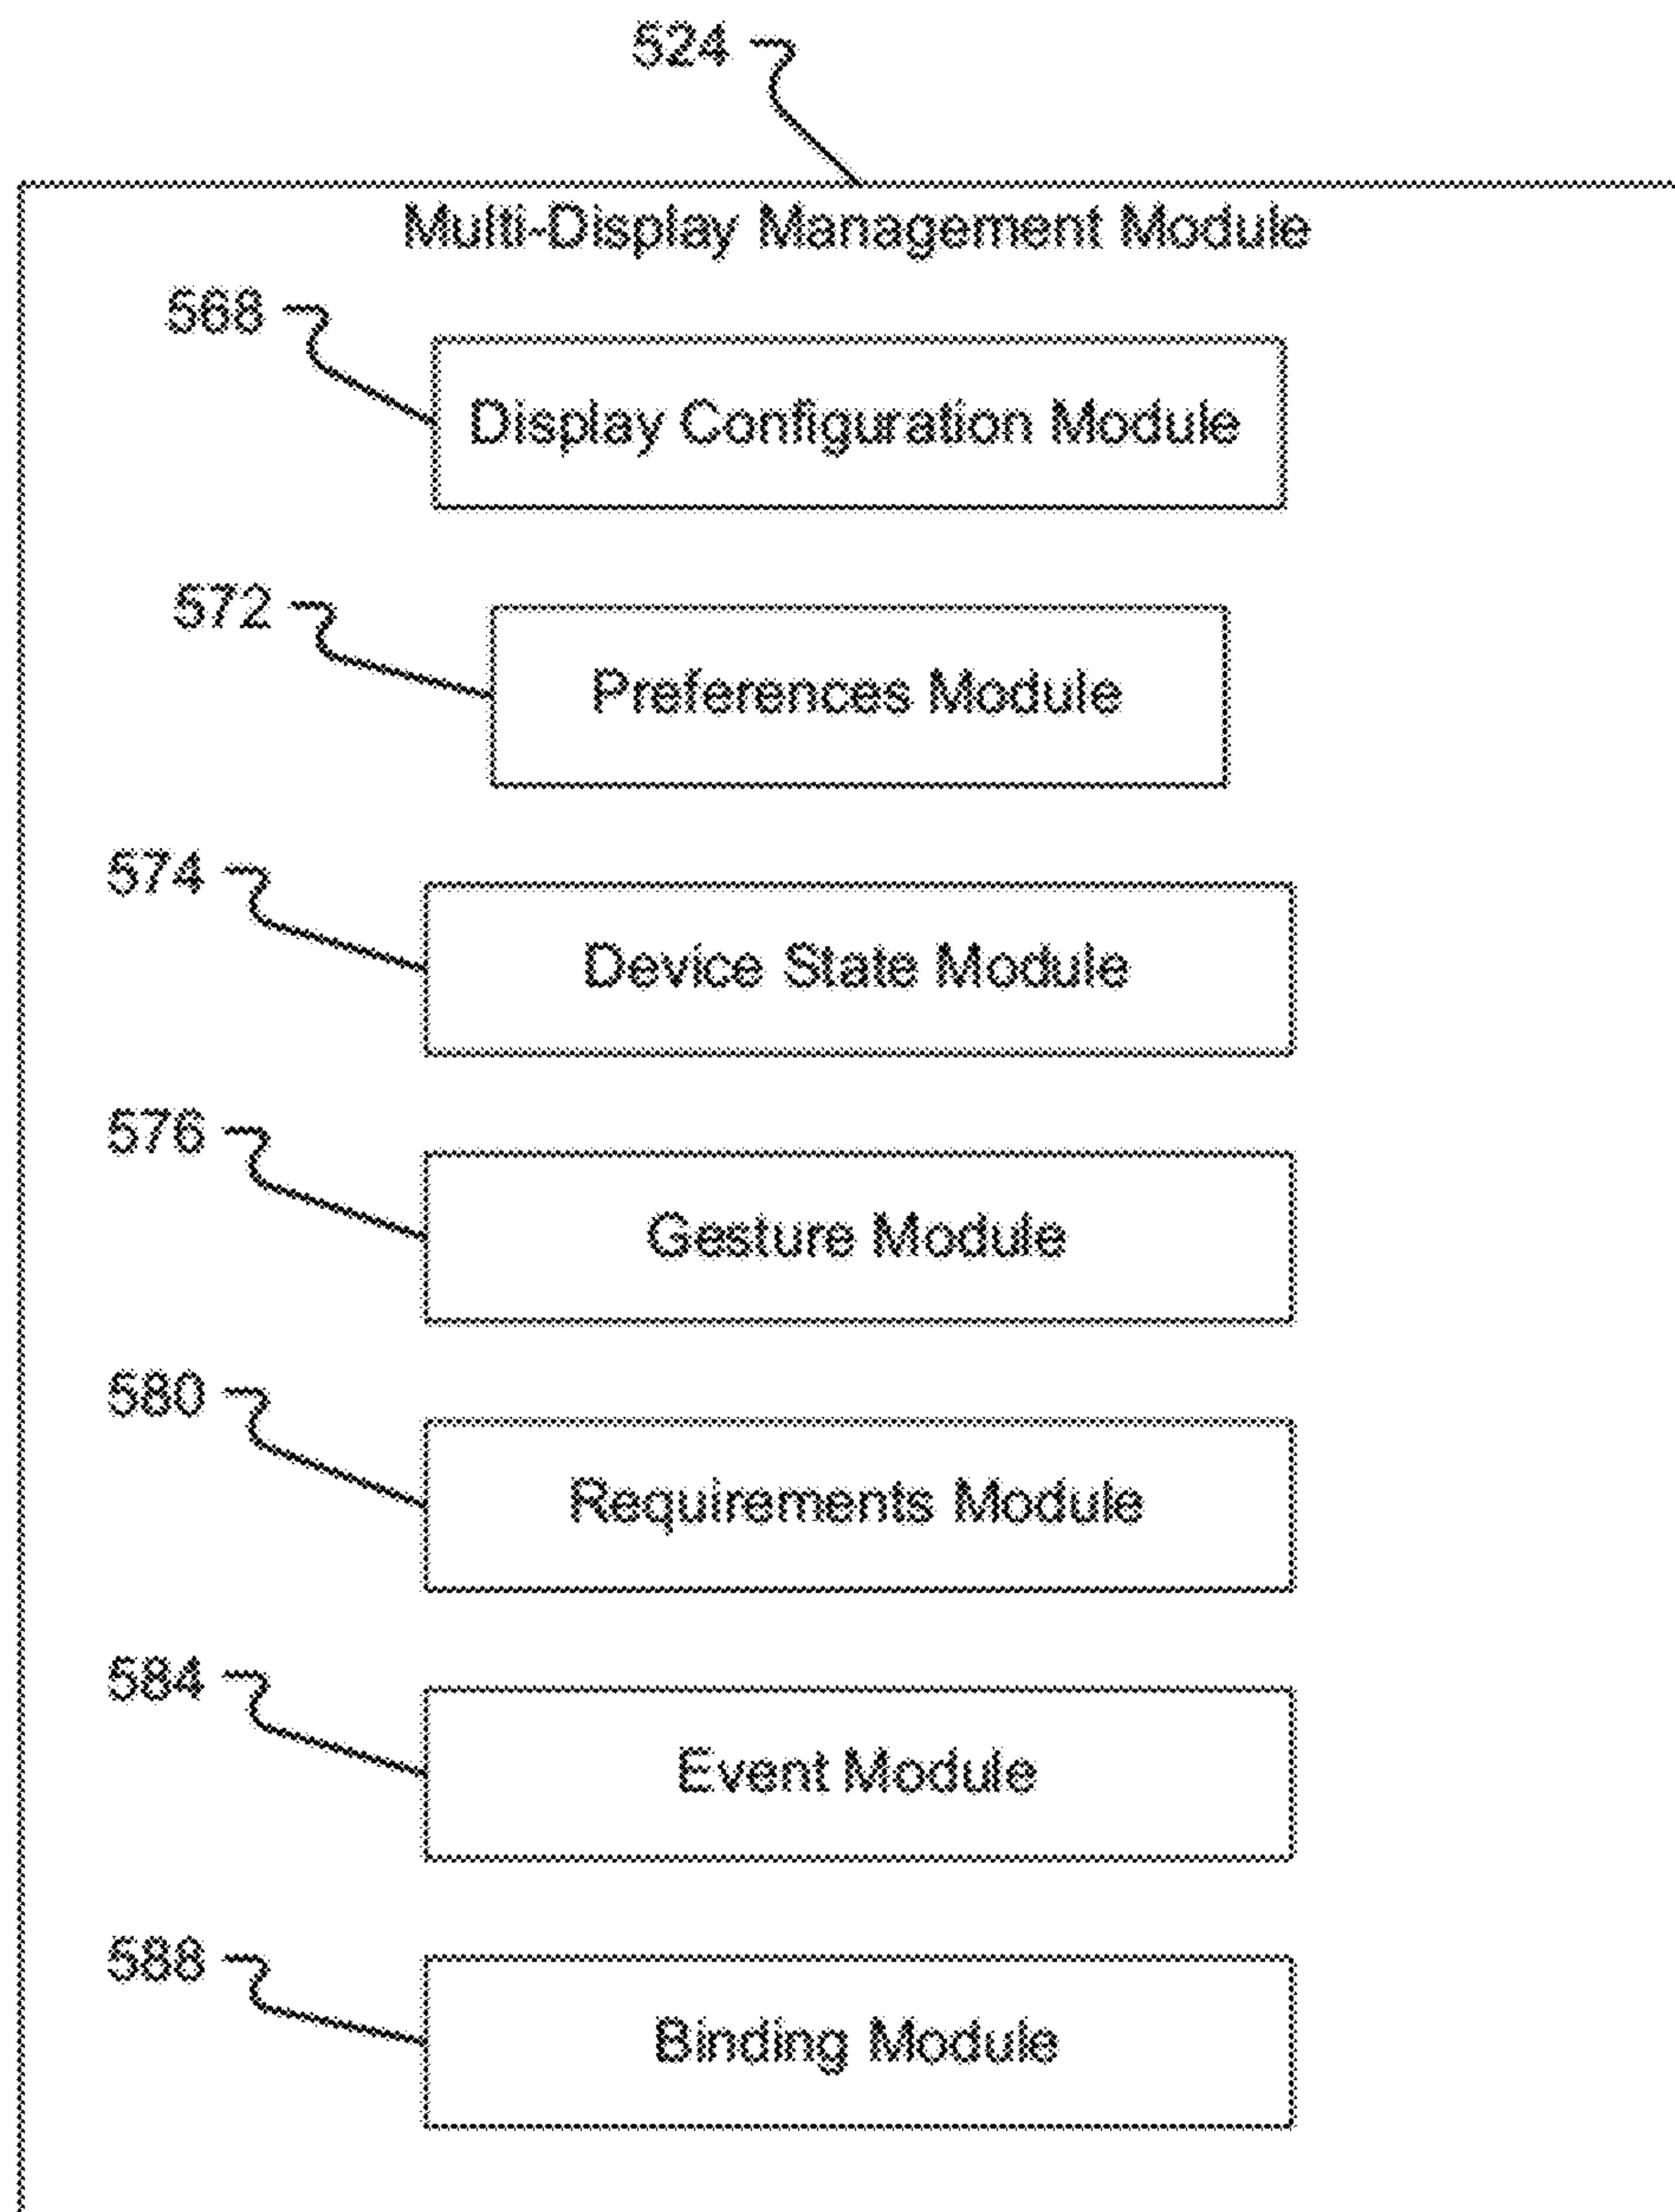 524
Multi-Display Management Module
568
Display Configuration Module
572
Preferences Module
574
Device State Module
576
Gesture Module
580
Requirements Module
584
Event Module
588
Binding Module